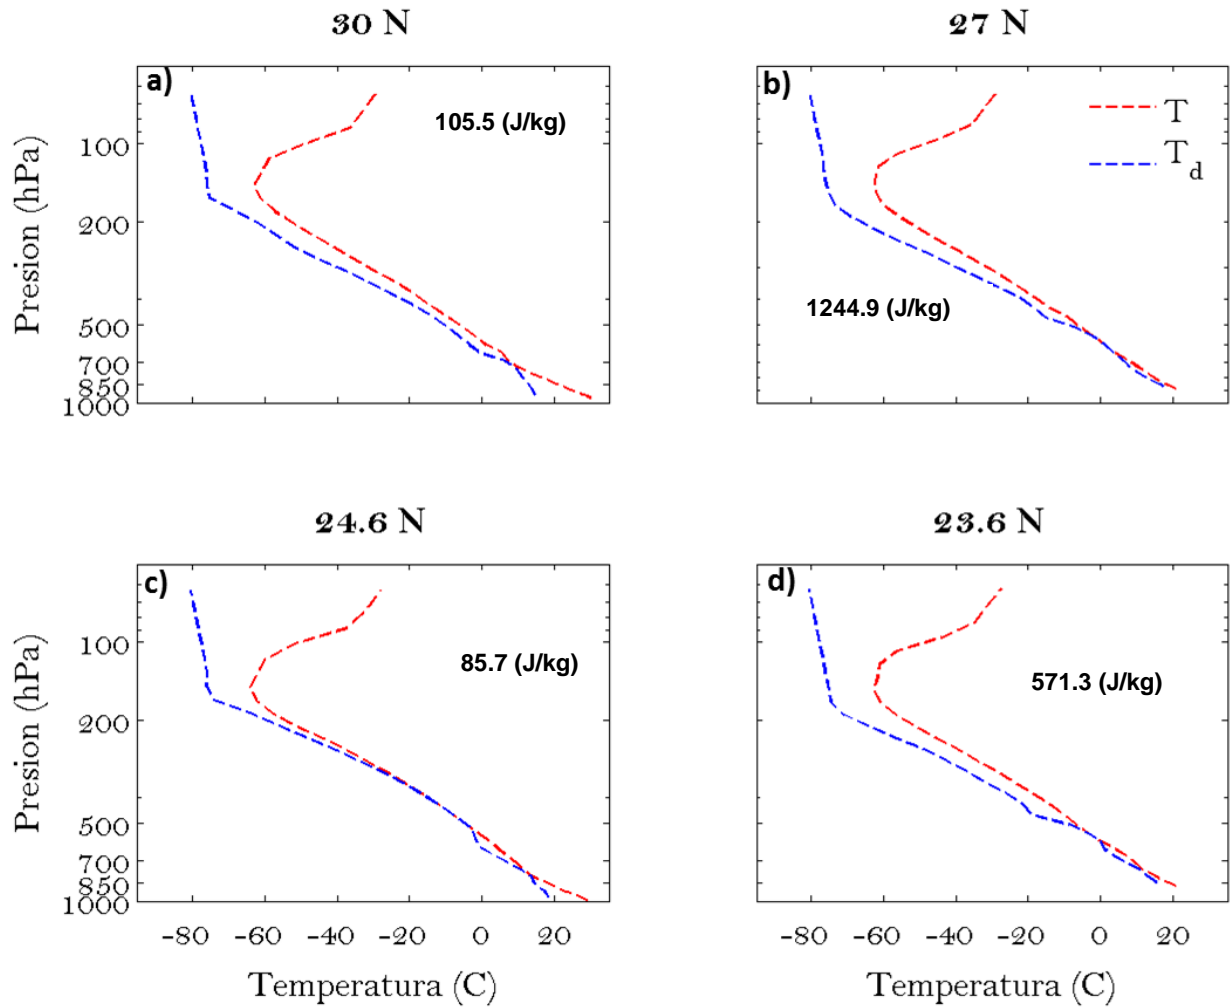 30 N
27 N
a)
105.5 (J/kg)
100
200
500
700
850
1000
Presion (hPa)
b)
T
T_d
1244.9 (J/kg)
24.6 N
23.6 N
c)
85.7 (J/kg)
100
200
500
700
850
1000
Presion (hPa)
-80 -60 -40 -20 0 20
Temperatura (C)
d)
571.3 (J/kg)
-80 -60 -40 -20 0 20
Temperatura (C)